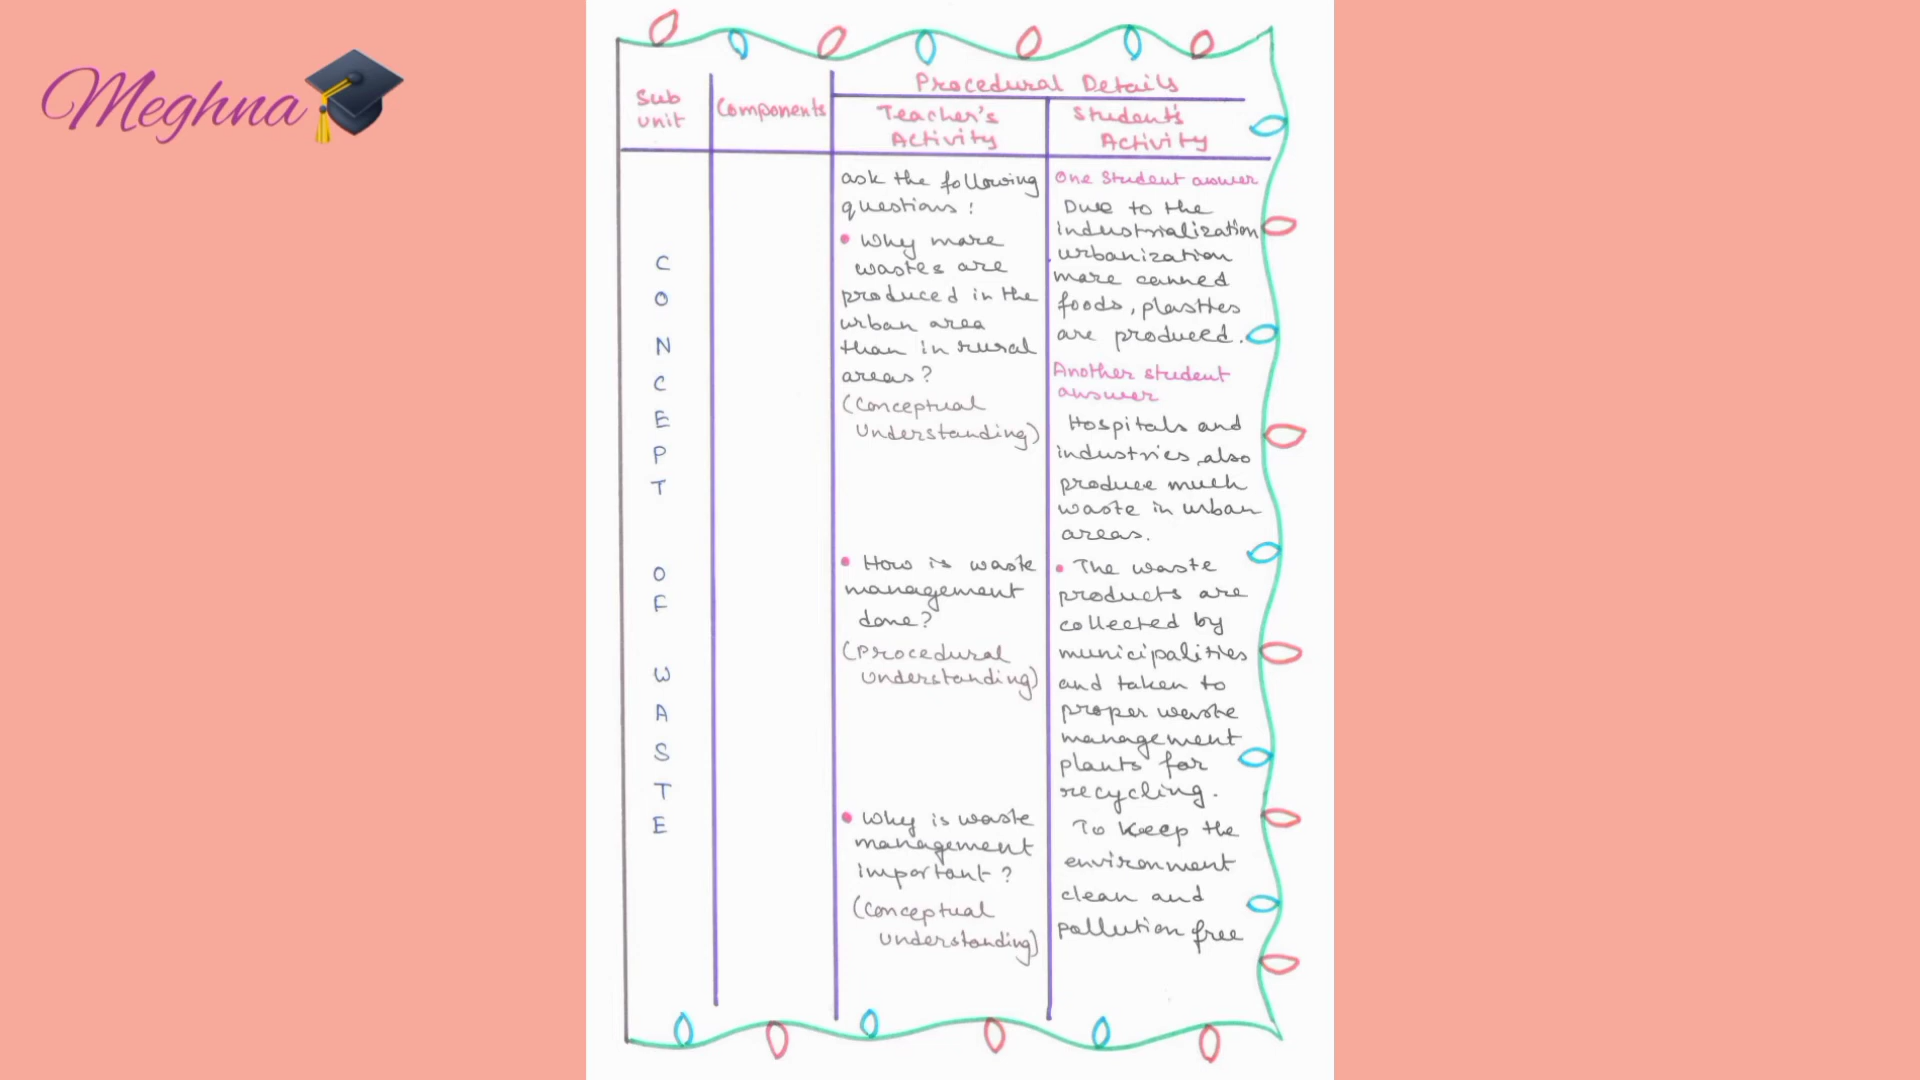 Meghna
Procedural Details
Sub
unit
Components
Teacher's
Activity
Student's
Activity
C
O
N
C
E
P
T
O
F
W
A
S
T
E
ask the following
questions:
• Why more
wastes are
produced in the
urban area
than in rural
areas?
(Conceptual
Understanding)
• How is waste
management
done?
(Procedural
Understanding)
• Why is waste
management
important?
(Conceptual
Understanding)
One Student answer
Due to the
industrialization
urbanization
more canned
foods, plastics
are produced.
Another student
answer
Hospitals and
industries also
produce much
waste in urban
areas.
• The waste
products are
collected by
municipalities
and taken to
proper waste
management
plants for
recycling.
To keep the
environment
clean and
pollution free